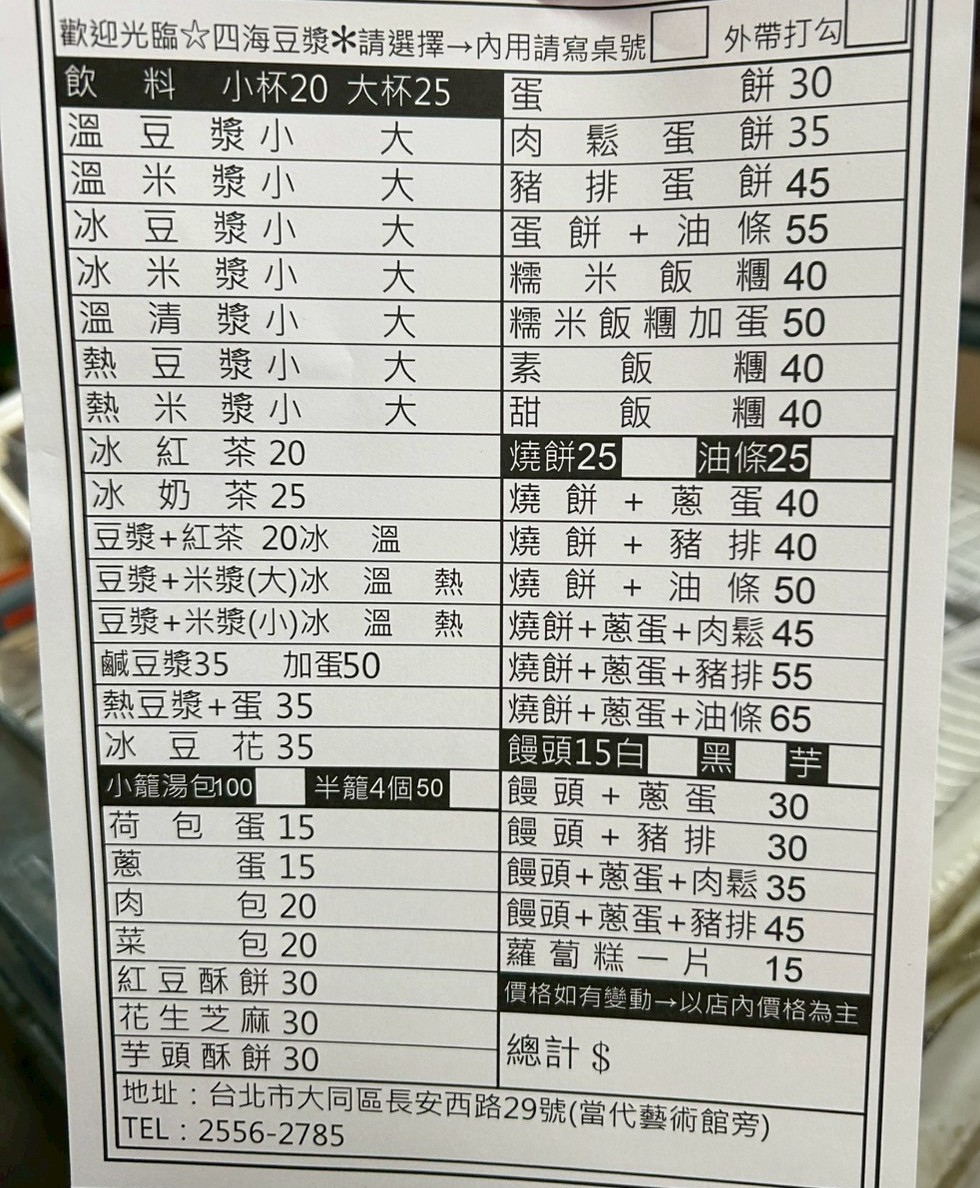 歡迎光臨☆四海豆漿＊請選擇→內用請寫桌號 外帶打勾
飲料 小杯20 大杯25
溫豆漿 小 大
溫米漿 小 大
冰豆漿 小 大
冰米漿 小 大
溫清漿 小 大
熱豆漿 小 大
熱米漿 小 大
冰紅茶 20
冰奶茶 25
豆漿+紅茶 20冰 溫
豆漿+米漿(大)冰 溫 熱
豆漿+米漿(小)冰 溫 熱
鹹豆漿35 加蛋50
熱豆漿+蛋 35
冰豆花 35
小籠湯包100 半籠4個50
荷包蛋 15
蔥蛋 15
肉包 20
菜包 20
紅豆酥餅 30
花生芝麻 30
芋頭酥餅 30
蛋餅 30
肉鬆蛋餅 35
豬排蛋餅 45
蛋餅+油條 55
糯米飯糰 40
糯米飯糰加蛋 50
素飯糰 40
甜飯糰 40
燒餅25 油條25
燒餅+蔥蛋 40
燒餅+豬排 40
燒餅+油條 50
燒餅+蔥蛋+肉鬆 45
燒餅+蔥蛋+豬排 55
燒餅+蔥蛋+油條 65
饅頭15白 黑 芋
饅頭+蔥蛋 30
饅頭+豬排 30
饅頭+蔥蛋+肉鬆 35
饅頭+蔥蛋+豬排 45
蘿蔔糕一片 15
價格如有變動→以店內價格為主
總計 $
地址：台北市大同區長安西路29號(當代藝術館旁)
TEL：2556-2785